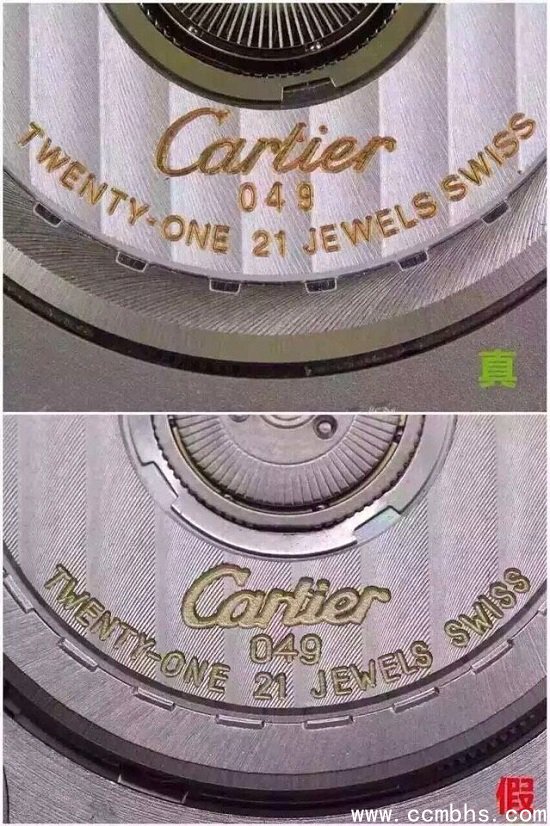 Cartier
049
TWENTY-ONE 21 JEWELS SWISS
真
Cartier
049
TWENTY-ONE 21 JEWELS SWISS
假
www.ccmbhs.com